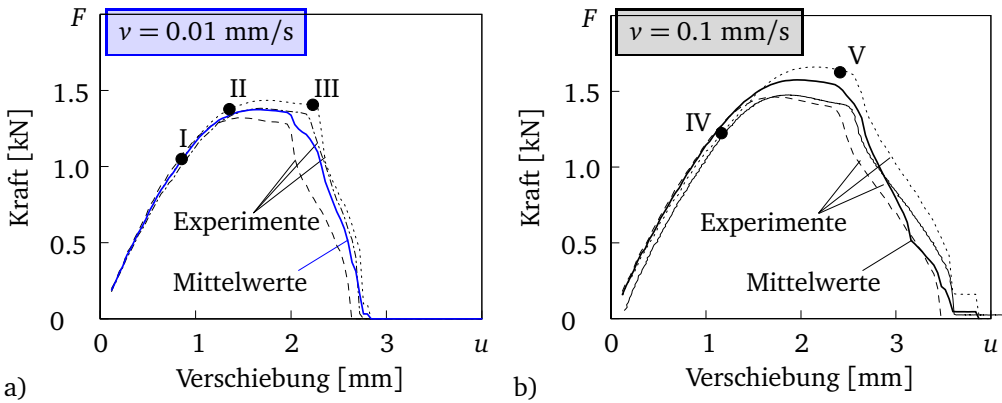 F
v = 0.01 mm/s
II
III
1.5
I
1.0
Kraft [kN]
Experimente
0.5
Mittelwerte
0
0
1
2
3
u
Verschiebung [mm]
a)
F
v = 0.1 mm/s
V
1.5
IV
1.0
Kraft [kN]
Experimente
0.5
Mittelwerte
0
0
1
2
3
u
Verschiebung [mm]
b)